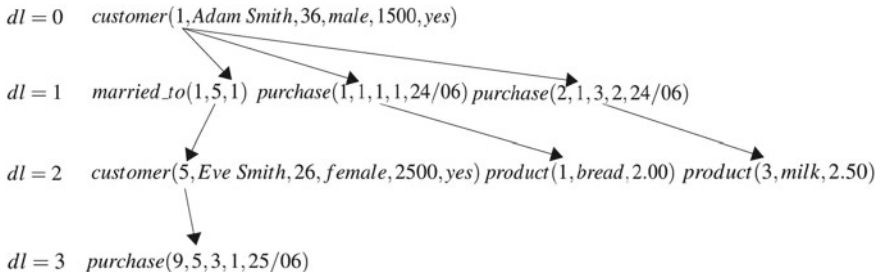 dl = 0 customer(1,Adam Smith,36,male,1500,yes)
dl = 1 married_to(1,5,1) purchase(1,1,1,1,24/06) purchase(2,1,3,2,24/06)
dl = 2 customer(5,Eve Smith,26,female,2500,yes) product(1,bread,2.00) product(3,milk,2.50)
dl = 3 purchase(9,5,3,1,25/06)